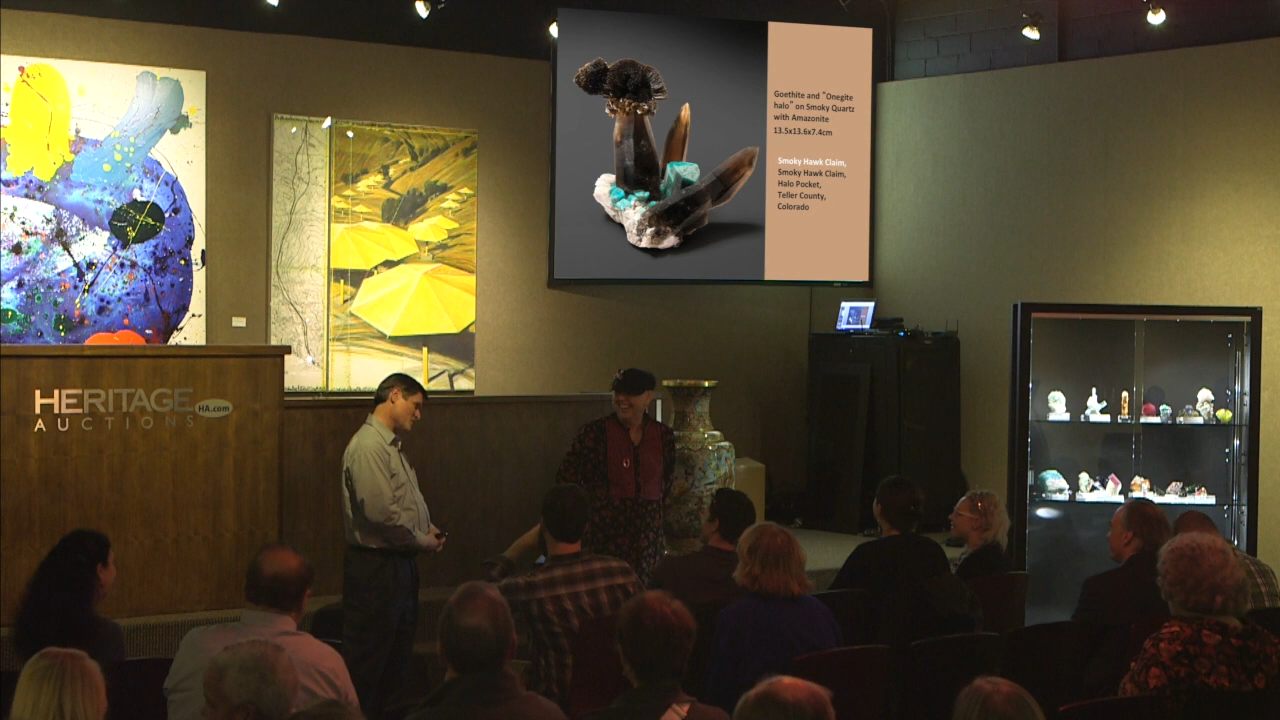 Goethite and "Onegite
halo" on Smoky Quartz
with Amazonite
13.5x13.6x7.4cm
Smoky Hawk Claim,
Smoky Hawk Claim,
Halo Pocket,
Teller County,
Colorado
HERITAGE
HA.com
AUCTIONS